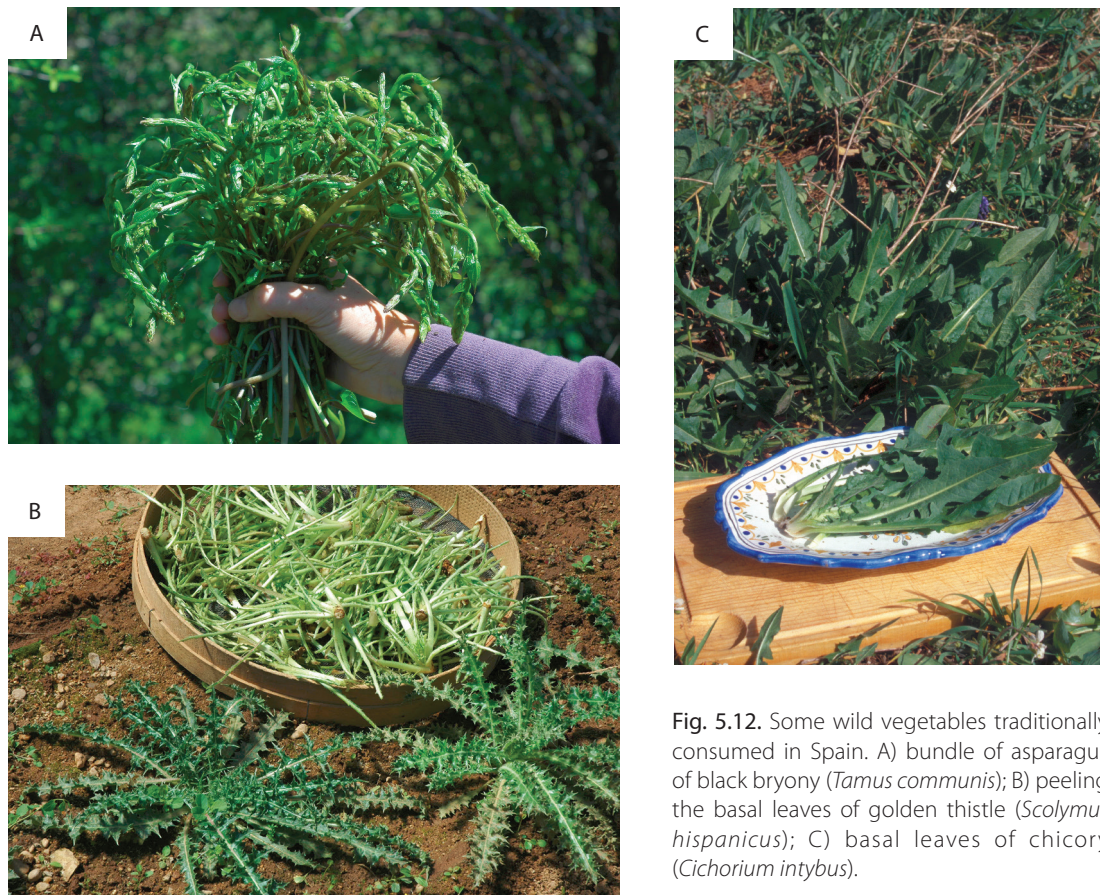 A
C
B
Fig. 5.12. Some wild vegetables traditionally
consumed in Spain. A) bundle of asparagu
of black bryony (Tamus communis); B) peeling
the basal leaves of golden thistle (Scolymu
hispanicus); C) basal leaves of chicory
(Cichorium intybus).